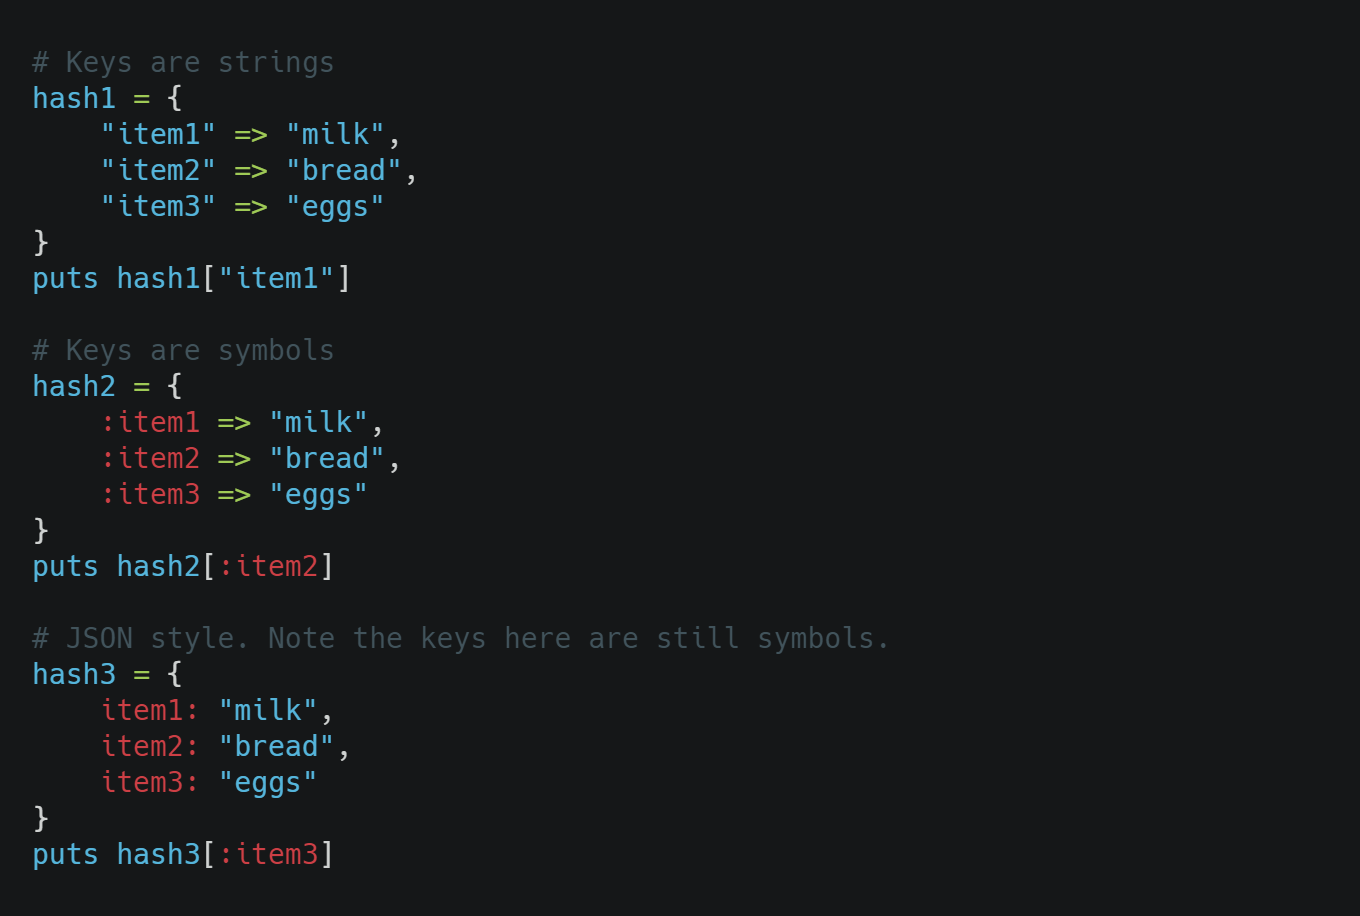 # Keys are strings
hash1 = {
    "item1" => "milk",
    "item2" => "bread",
    "item3" => "eggs"
}
puts hash1["item1"]

# Keys are symbols
hash2 = {
    :item1 => "milk",
    :item2 => "bread",
    :item3 => "eggs"
}
puts hash2[:item2]

# JSON style. Note the keys here are still symbols.
hash3 = {
    item1: "milk",
    item2: "bread",
    item3: "eggs"
}
puts hash3[:item3]